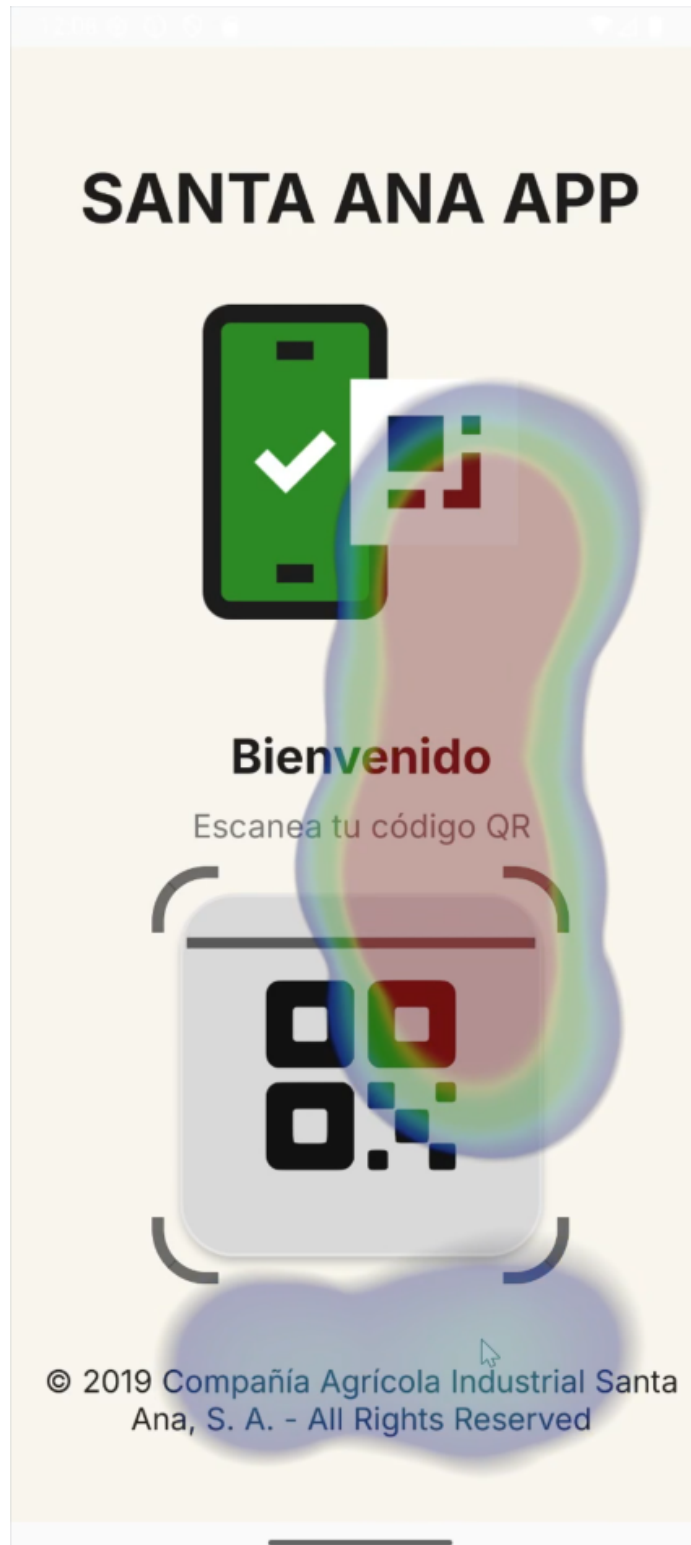 SANTA ANA APP
Bienvenido
Escanea tu código QR
© 2019 Compañía Agrícola Industrial Santa
Ana, S. A. - All Rights Reserved